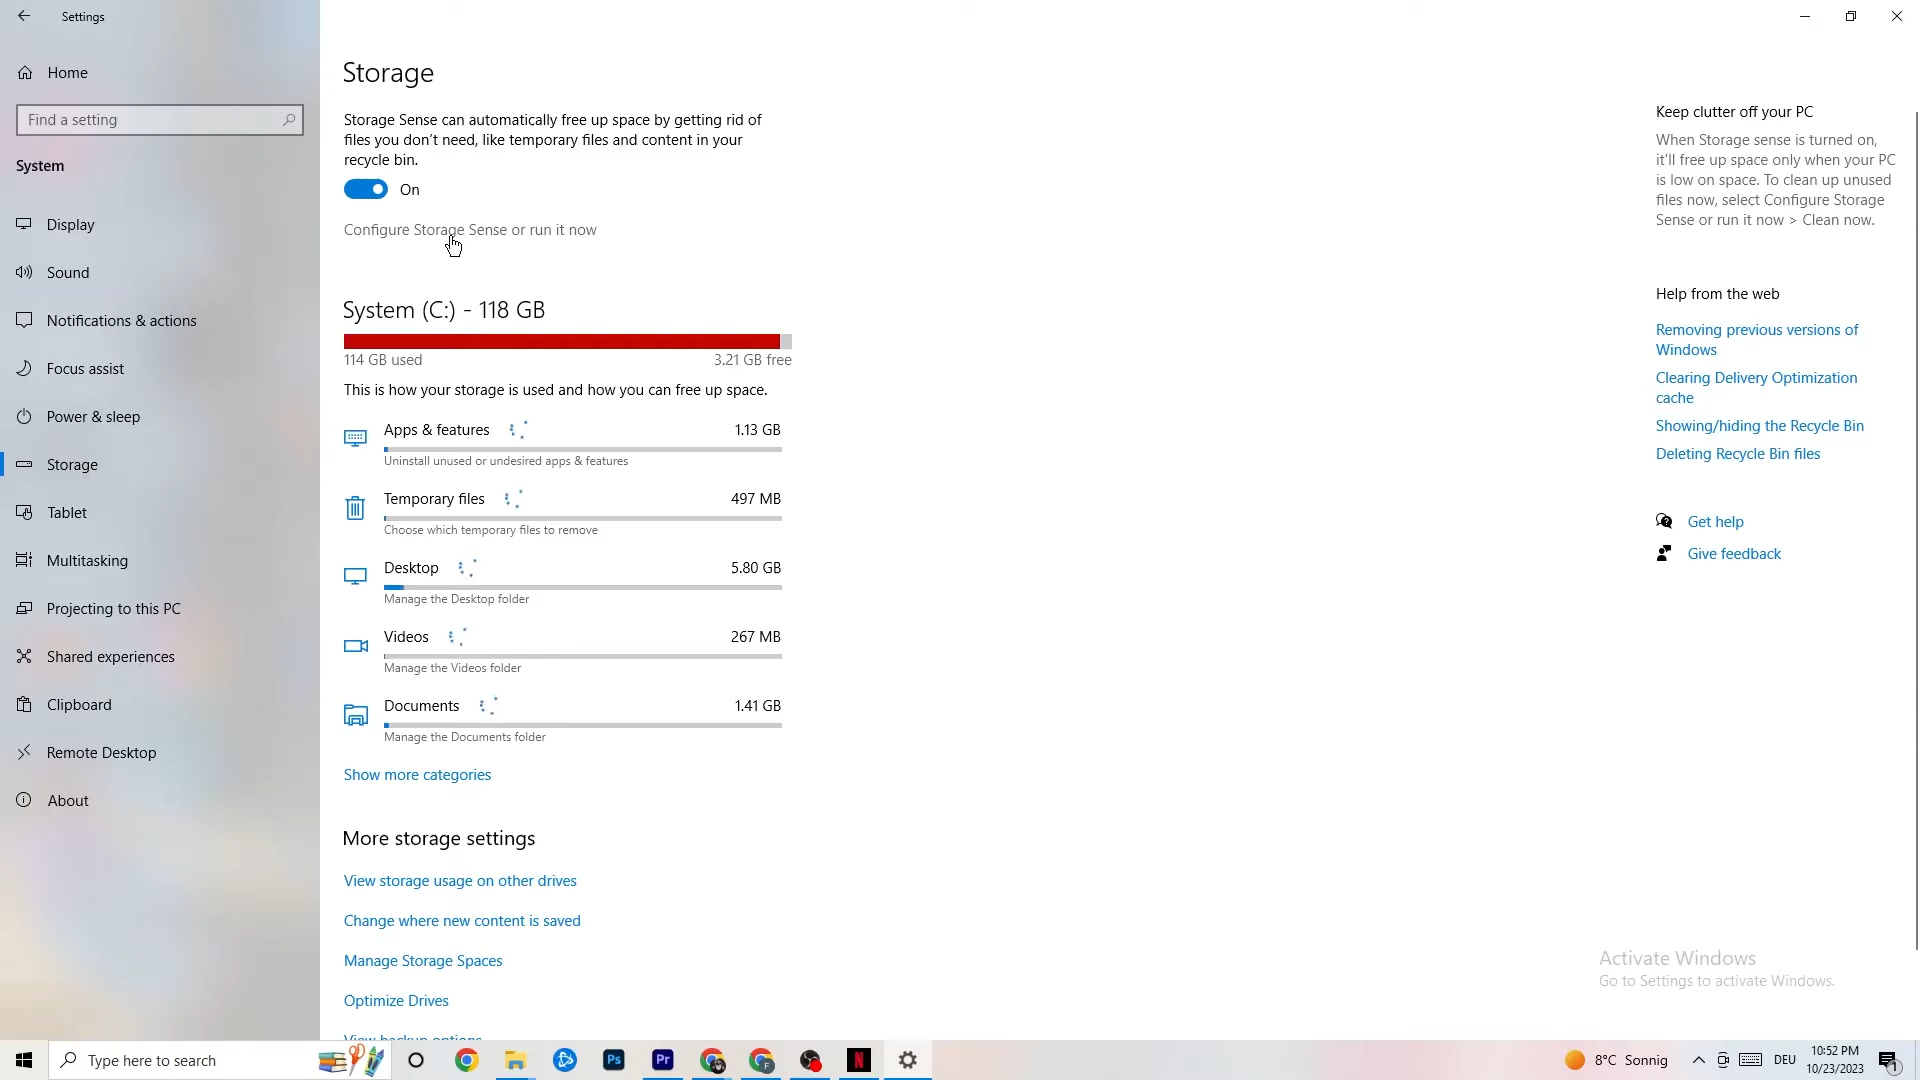 Settings
Home
Find a setting
System
Display
Sound
Notifications & actions
Focus assist
Power & sleep
Storage
Tablet
Multitasking
Projecting to this PC
Shared experiences
Clipboard
Remote Desktop
About
Storage
Storage Sense can automatically free up space by getting rid of
files you don't need, like temporary files and content in your
recycle bin.
On
Configure Storage Sense or run it now
System (C:) - 118 GB
114 GB used 3.21 GB free
This is how your storage is used and how you can free up space.
Apps & features 1.13 GB
Uninstall unused or undesired apps & features
Temporary files 497 MB
Choose which temporary files to remove
Desktop 5.80 GB
Manage the Desktop folder
Videos 267 MB
Manage the Videos folder
Documents 1.41 GB
Manage the Documents folder
Show more categories
More storage settings
View storage usage on other drives
Change where new content is saved
Manage Storage Spaces
Optimize Drives
View backup options
Keep clutter off your PC
When Storage sense is turned on,
it'll free up space only when your PC
is low on space. To clean up unused
files now, select Configure Storage
Sense or run it now > Clean now.
Help from the web
Removing previous versions of
Windows
Clearing Delivery Optimization
cache
Showing/hiding the Recycle Bin
Deleting Recycle Bin files
Get help
Give feedback
Activate Windows
Go to Settings to activate Windows.
Type here to search
Ps
Pr
F
N
8°C Sonnig
DEU
10:52 PM
10/23/2023
1